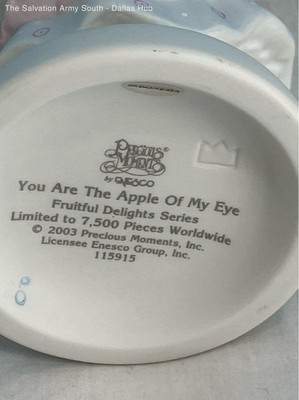 The Salvation Army South - Dallas Hub
Precious®
Moments
by ENESCO
You Are The Apple Of My Eye
Fruitful Delights Series
Limited to 7,500 Pieces Worldwide
© 2003 Precious Moments, Inc.
Licensee Enesco Group, Inc.
115915